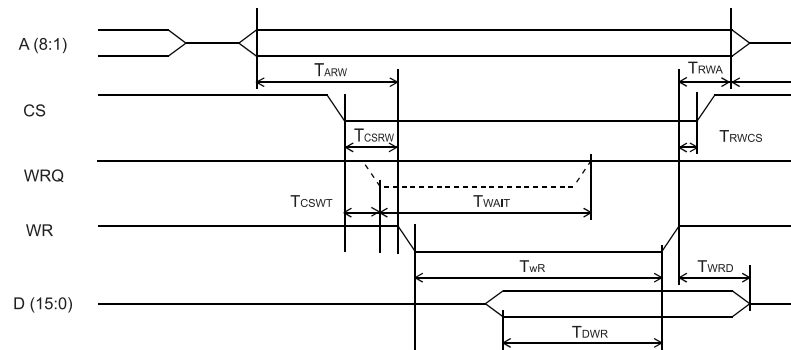 A (8:1)
TARW
TRWA
CS
TCSRW
TRWCS
WRQ
TCSWT
TWAIT
WR
TwR
TWRD
D (15:0)
TDWR